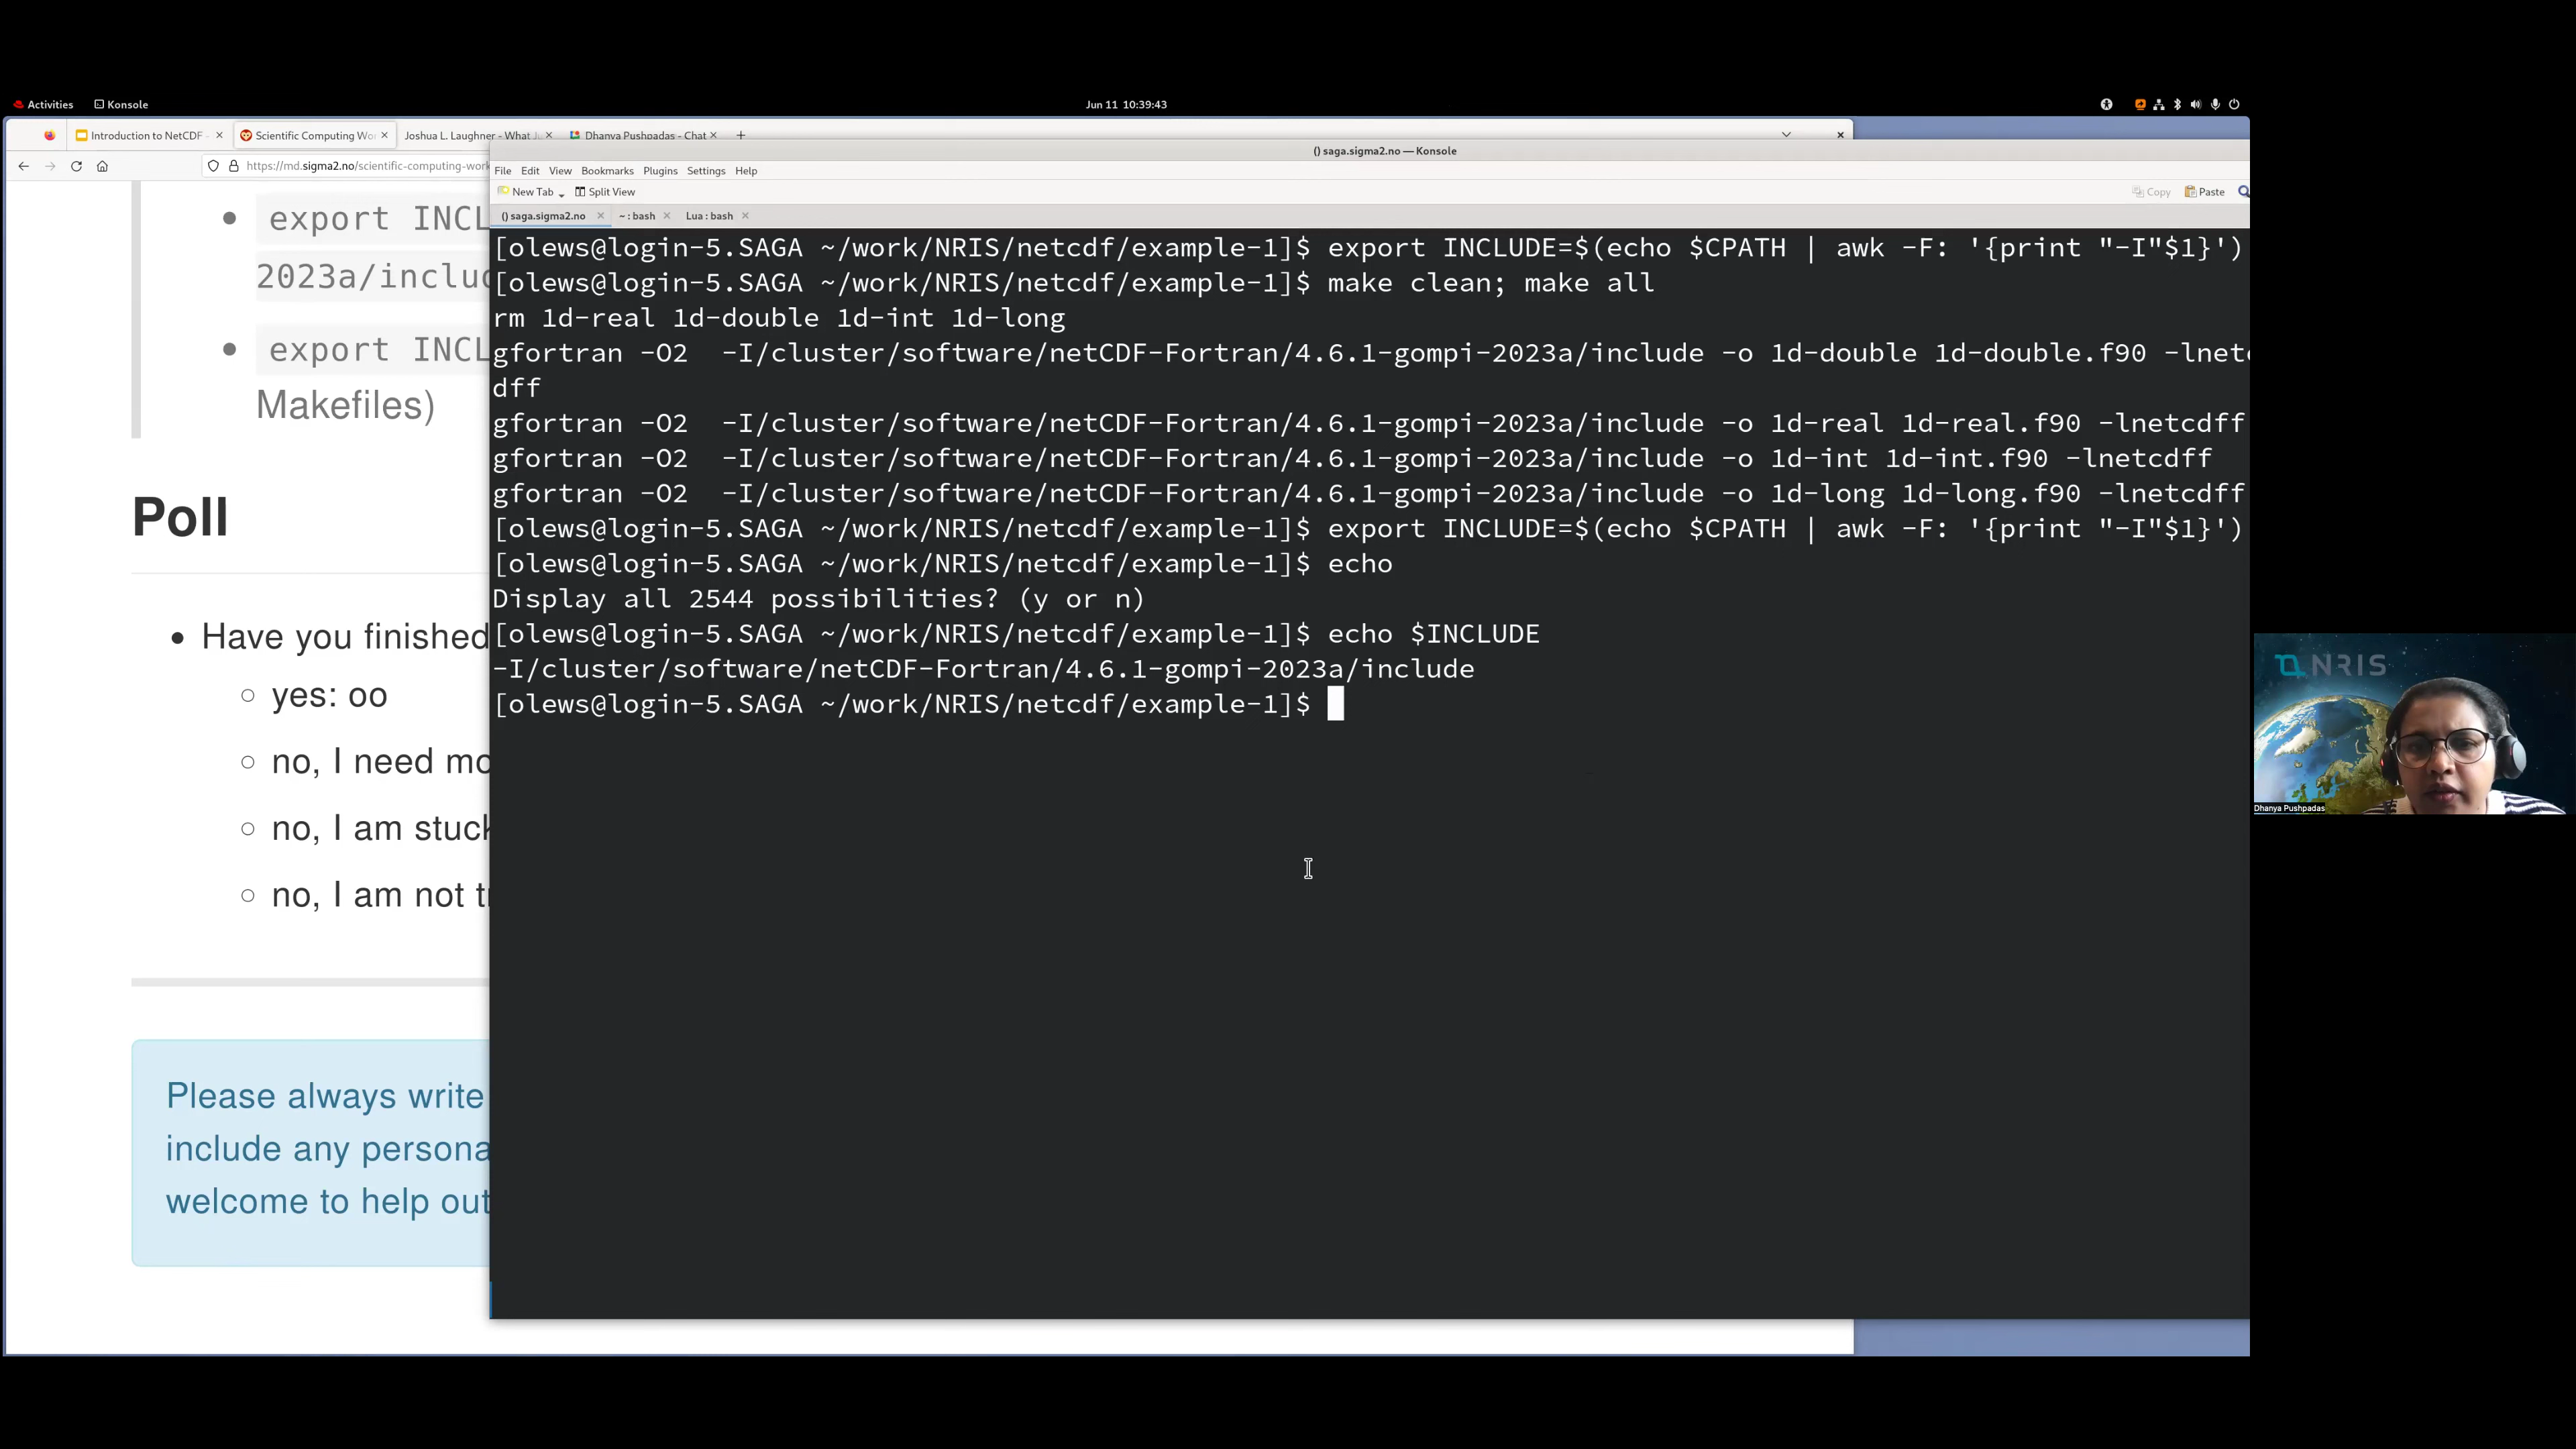 Activities Konsole Jun 11 10:39:43
Introduction to NetCDF - Scientific Computing Wor Joshua L. Laughner - What Ju Dhanya Pushpadas - Chat
https://md.sigma2.no/scientific-computing-work
() saga.sigma2.no — Konsole
File Edit View Bookmarks Plugins Settings Help
New Tab Split View Copy Paste
() saga.sigma2.no ~ : bash Lua : bash
export INCL
2023a/includ
export INCL
Makefiles)
Poll
Have you finished
yes: oo
no, I need mo
no, I am stuck
no, I am not tr
Please always write
include any persona
welcome to help out
[olews@login-5.SAGA ~/work/NRIS/netcdf/example-1]$ export INCLUDE=$(echo $CPATH | awk -F: '{print "-I"$1}')
[olews@login-5.SAGA ~/work/NRIS/netcdf/example-1]$ make clean; make all
rm 1d-real 1d-double 1d-int 1d-long
gfortran -O2  -I/cluster/software/netCDF-Fortran/4.6.1-gompi-2023a/include -o 1d-double 1d-double.f90 -lnetc
dff
gfortran -O2  -I/cluster/software/netCDF-Fortran/4.6.1-gompi-2023a/include -o 1d-real 1d-real.f90 -lnetcdff
gfortran -O2  -I/cluster/software/netCDF-Fortran/4.6.1-gompi-2023a/include -o 1d-int 1d-int.f90 -lnetcdff
gfortran -O2  -I/cluster/software/netCDF-Fortran/4.6.1-gompi-2023a/include -o 1d-long 1d-long.f90 -lnetcdff
[olews@login-5.SAGA ~/work/NRIS/netcdf/example-1]$ export INCLUDE=$(echo $CPATH | awk -F: '{print "-I"$1}')
[olews@login-5.SAGA ~/work/NRIS/netcdf/example-1]$ echo
Display all 2544 possibilities? (y or n)
[olews@login-5.SAGA ~/work/NRIS/netcdf/example-1]$ echo $INCLUDE
-I/cluster/software/netCDF-Fortran/4.6.1-gompi-2023a/include
[olews@login-5.SAGA ~/work/NRIS/netcdf/example-1]$
NRIS
Dhanya Pushpadas